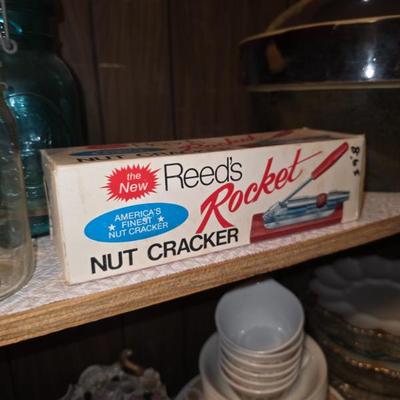 the
New
Reed's
Rocket
AMERICA'S
FINEST
NUT CRACKER
NUT CRACKER